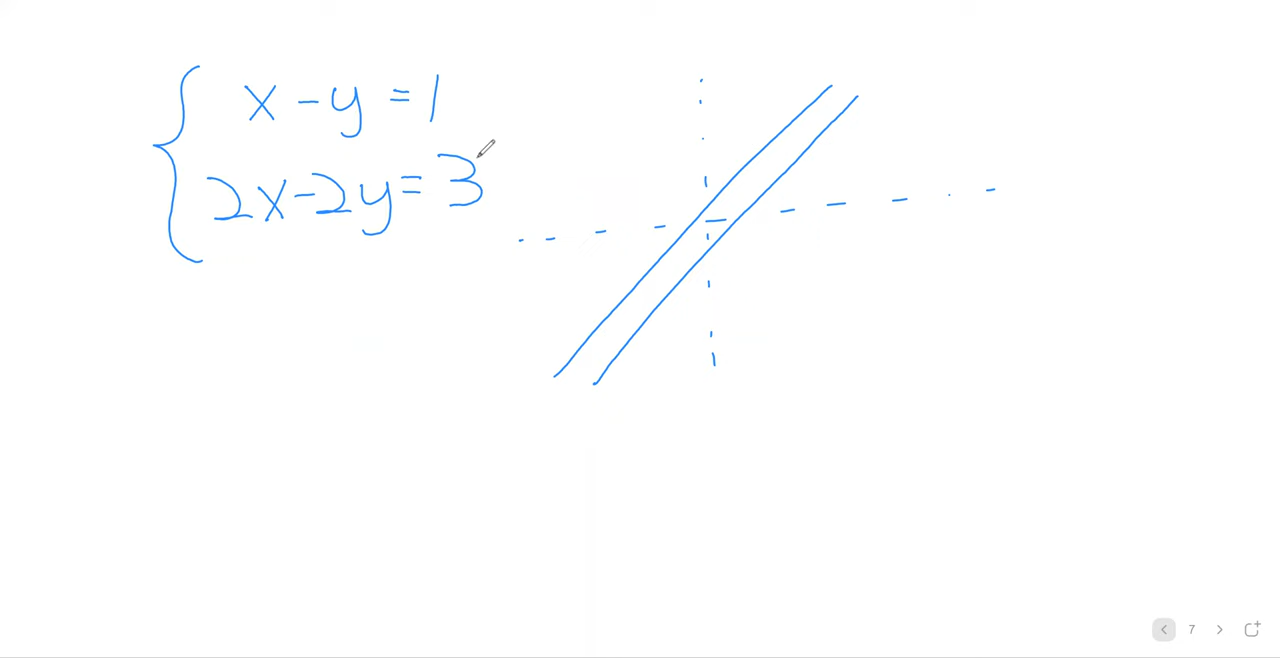 x - y = 1
2x - 2y = 3
7